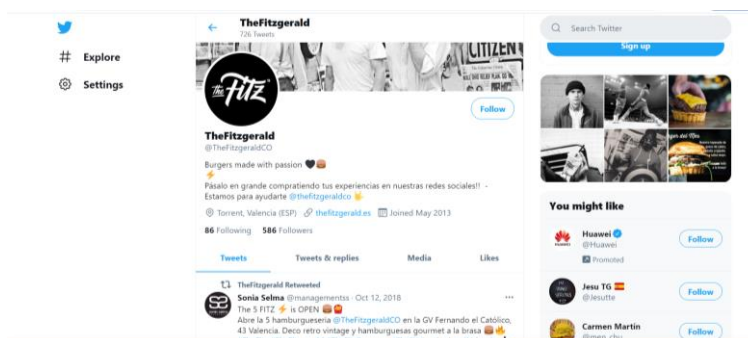 TheFitzgerald
726 Tweets
Search Twitter
Explore
Settings
CITIZEN
Sign up
THE FITZ
Follow
TheFitzgerald
@TheFitzgeraldCO
Burgers made with passion 🖤🍔
⚡
Pásalo en grande compratiendo tus experiencias en nuestras redes sociales!! -
Estamos para ayudarte @thefitzgeraldco
Torrent, Valencia (ESP) thefitzgerald.es Joined May 2013
86 Following 586 Followers
Tweets Tweets & replies Media Likes
TheFitzgerald Retweeted
Sonia Selma @managementss · Oct 12, 2018
The 5 FITZ ⚡ is OPEN
Abre la 5 hamburgueseria @TheFitzgeraldCO en la GV Fernando el Católico,
43 Valencia. Deco retro vintage y hamburguesas gourmet a la brasa
You might like
Huawei
@Huawei
Promoted
Follow
Jesu TG
@Jesutte
Follow
Carmen Martin
Follow